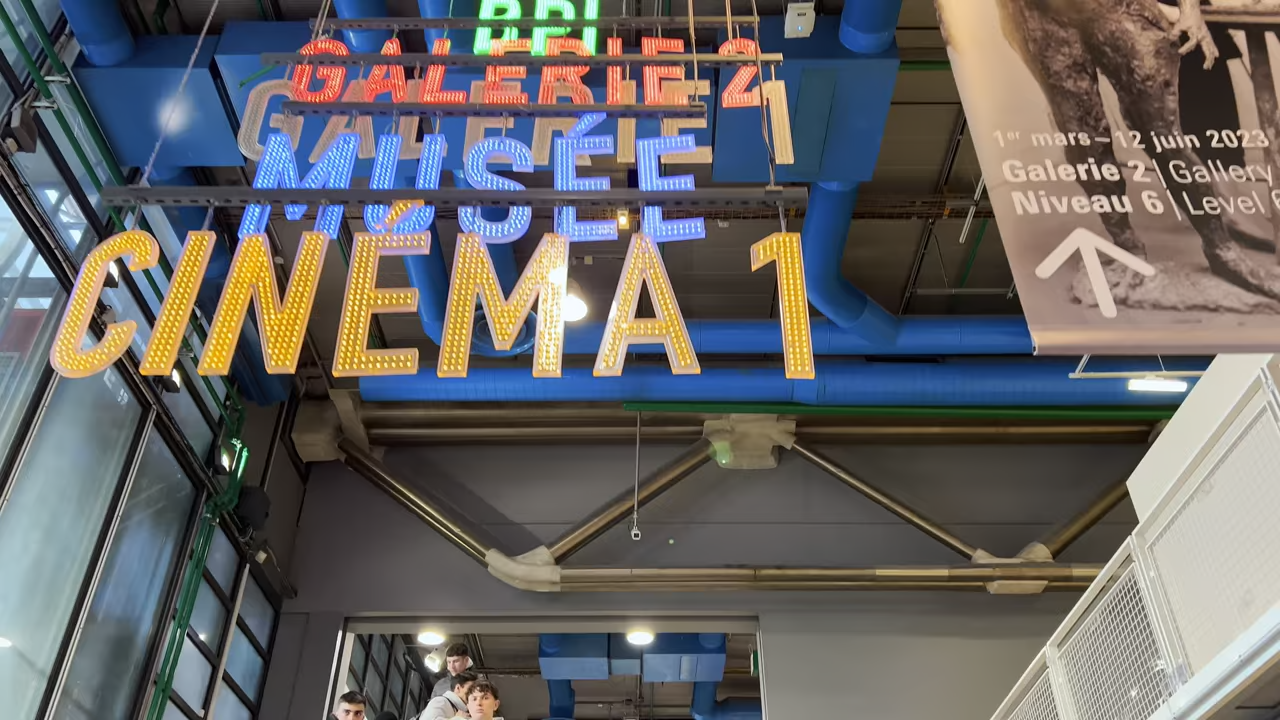 BPI
GALERIE 2
GALERIE 1
MUSÉE
CINÉMA 1
1er mars – 12 juin 2023
Galerie 2 | Gallery
Niveau 6 | Level 6